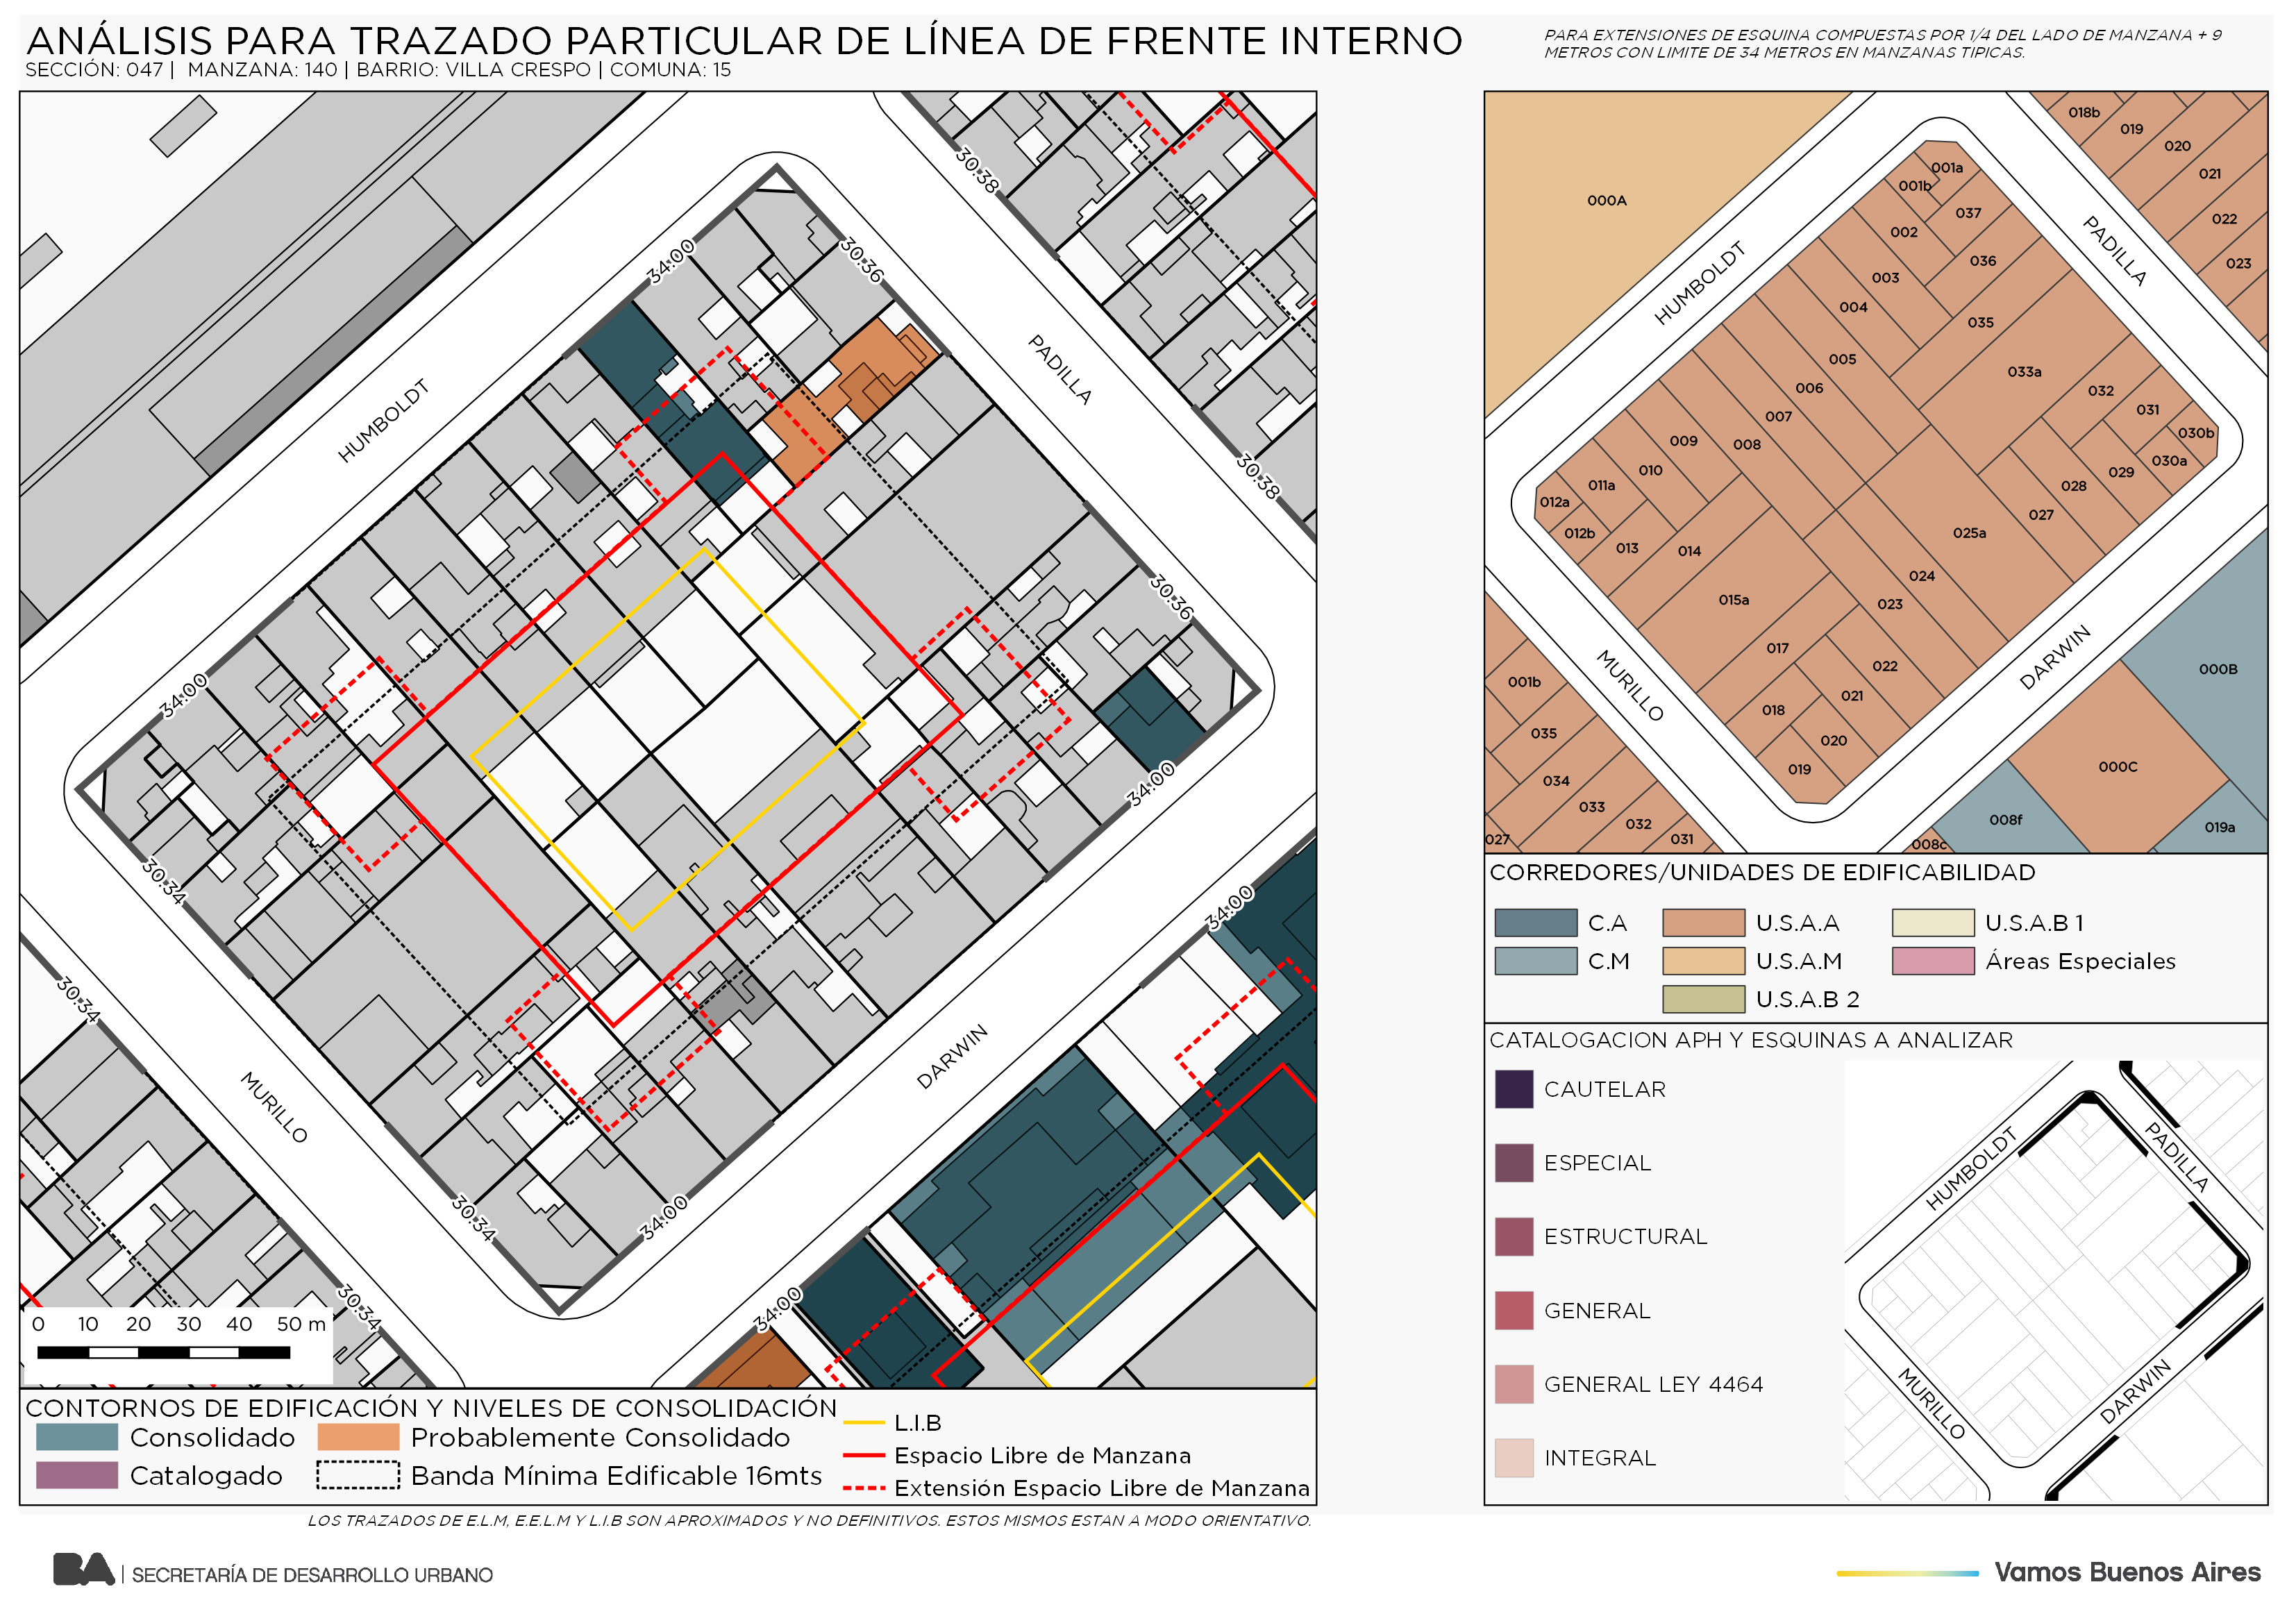 ANÁLISIS PARA TRAZADO PARTICULAR DE LÍNEA DE FRENTE INTERNO
SECCIÓN: 047 | MANZANA: 140 | BARRIO: VILLA CRESPO | COMUNA: 15
PARA EXTENSIONES DE ESQUINA COMPUESTAS POR 1/4 DEL LADO DE MANZANA + 9
METROS CON LIMITE DE 34 METROS EN MANZANAS TIPICAS.
30.38
34.00
30.36
HUMBOLDT
PADILLA
30.38
30.36
34.00
34.00
30.34
34.00
30.34
MURILLO
DARWIN
30.34
34.00
30.34
34.00
0 10 20 30 40 50 m
CONTORNOS DE EDIFICACIÓN Y NIVELES DE CONSOLIDACIÓN
Consolidado
Probablemente Consolidado
Catalogado
Banda Mínima Edificable 16mts
L.I.B
Espacio Libre de Manzana
Extensión Espacio Libre de Manzana
LOS TRAZADOS DE E.L.M, E.E.L.M Y L.I.B SON APROXIMADOS Y NO DEFINITIVOS. ESTOS MISMOS ESTAN A MODO ORIENTATIVO.
000A
018b
019
020
021
022
023
001a
001b
037
002
036
003
004
035
005
033a
006
032
007
031
009
008
030b
010
030a
011a
029
012a
028
012b
027
013
014
025a
024
015a
023
017
022
021
018
020
019
HUMBOLDT
PADILLA
MURILLO
DARWIN
001b
035
034
033
032
031
027
000B
000C
008f
019a
008c
CORREDORES/UNIDADES DE EDIFICABILIDAD
C.A
U.S.A.A
U.S.A.B 1
C.M
U.S.A.M
Áreas Especiales
U.S.A.B 2
CATALOGACION APH Y ESQUINAS A ANALIZAR
CAUTELAR
ESPECIAL
ESTRUCTURAL
GENERAL
GENERAL LEY 4464
INTEGRAL
HUMBOLDT
PADILLA
MURILLO
DARWIN
BA | SECRETARÍA DE DESARROLLO URBANO
Vamos Buenos Aires